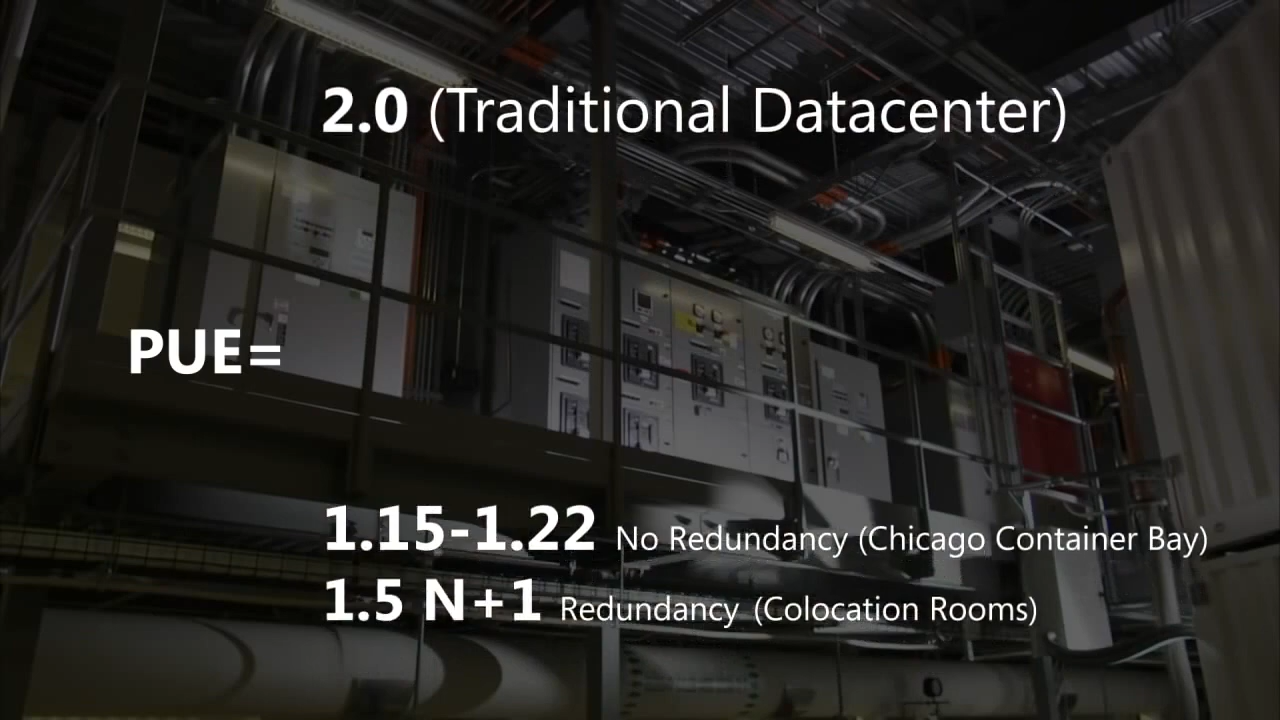 2.0 (Traditional Datacenter)
PUE=
1.15-1.22 No Redundancy (Chicago Container Bay)
1.5 N+1 Redundancy (Colocation Rooms)